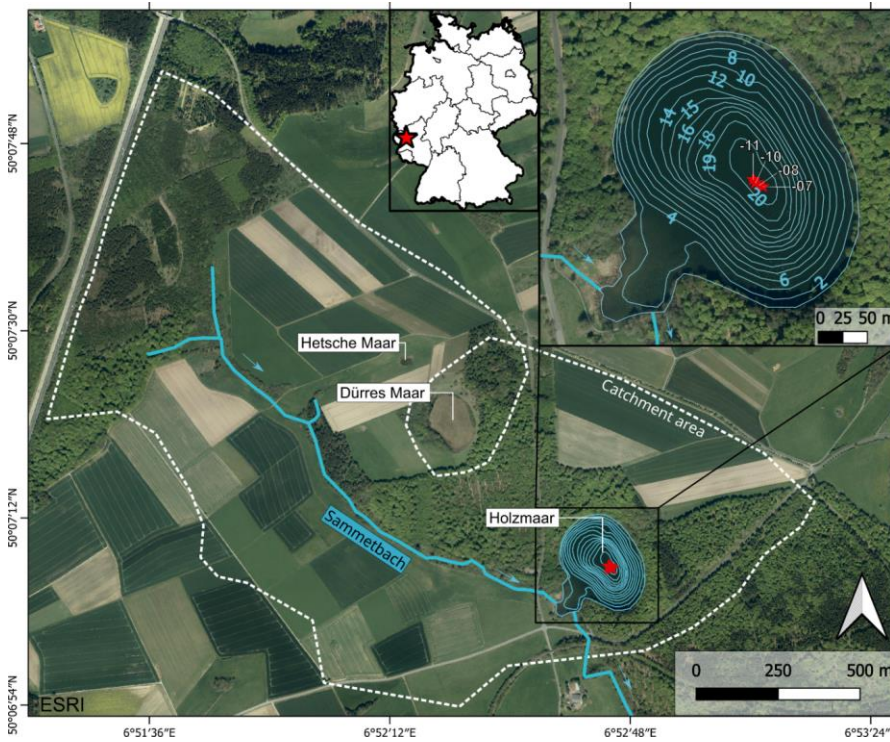 50°07'48"N
50°07'30"N
50°07'12"N
50°06'54"N
8
10
12
14
15
16
18
19
-11
-10
-08
-07
20
4
6
2
0 25 50 m
Hetsche Maar
Dürres Maar
Catchment area
Holzmaar
Sammetbach
0 250 500 m
ESRI
6°51'36"E
6°52'12"E
6°52'48"E
6°53'24"E